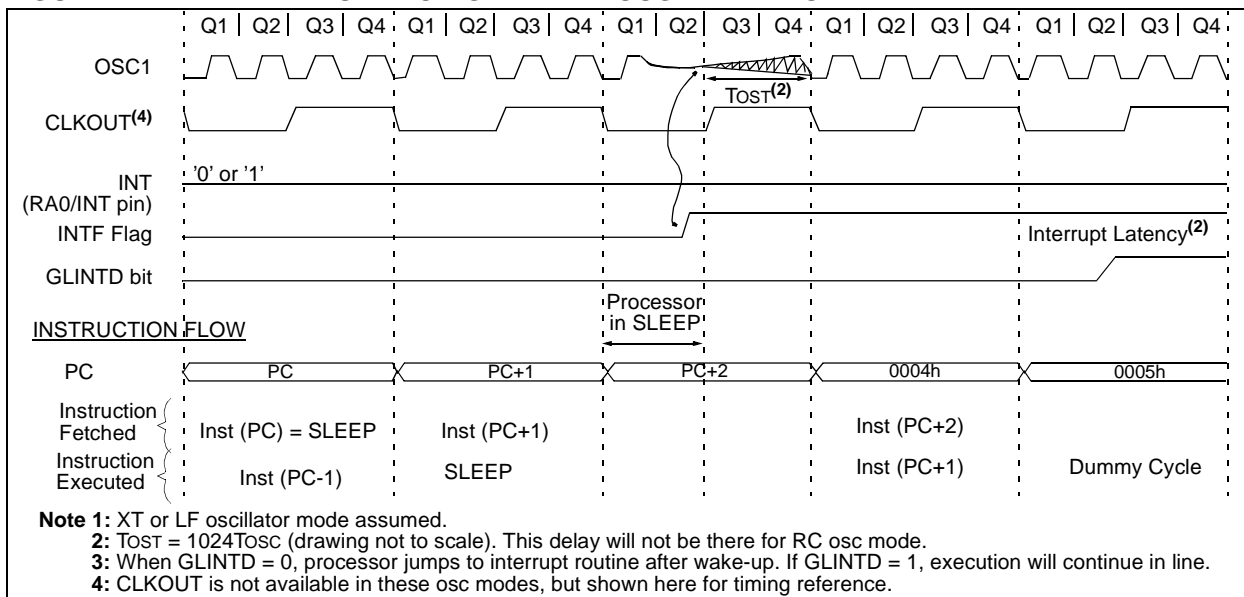 Q1 | Q2 | Q3 | Q4 Q1 | Q2 | Q3 | Q4 Q1 | Q2 | Q3 | Q4 Q1 | Q2 | Q3 | Q4 Q1 | Q2 | Q3 | Q4
OSC1
TOST(2)
CLKOUT(4)
INT
(RA0/INT pin)
'0' or '1'
INTF Flag
Interrupt Latency(2)
GLINTD bit
Processor
in SLEEP
INSTRUCTION FLOW
PC PC PC+1 PC+2 0004h 0005h
Instruction
Fetched
Inst (PC) = SLEEP Inst (PC+1) Inst (PC+2)
Instruction
Executed
Inst (PC-1) SLEEP Inst (PC+1) Dummy Cycle
Note 1: XT or LF oscillator mode assumed.
2: TOST = 1024TOSC (drawing not to scale). This delay will not be there for RC osc mode.
3: When GLINTD = 0, processor jumps to interrupt routine after wake-up. If GLINTD = 1, execution will continue in line.
4: CLKOUT is not available in these osc modes, but shown here for timing reference.